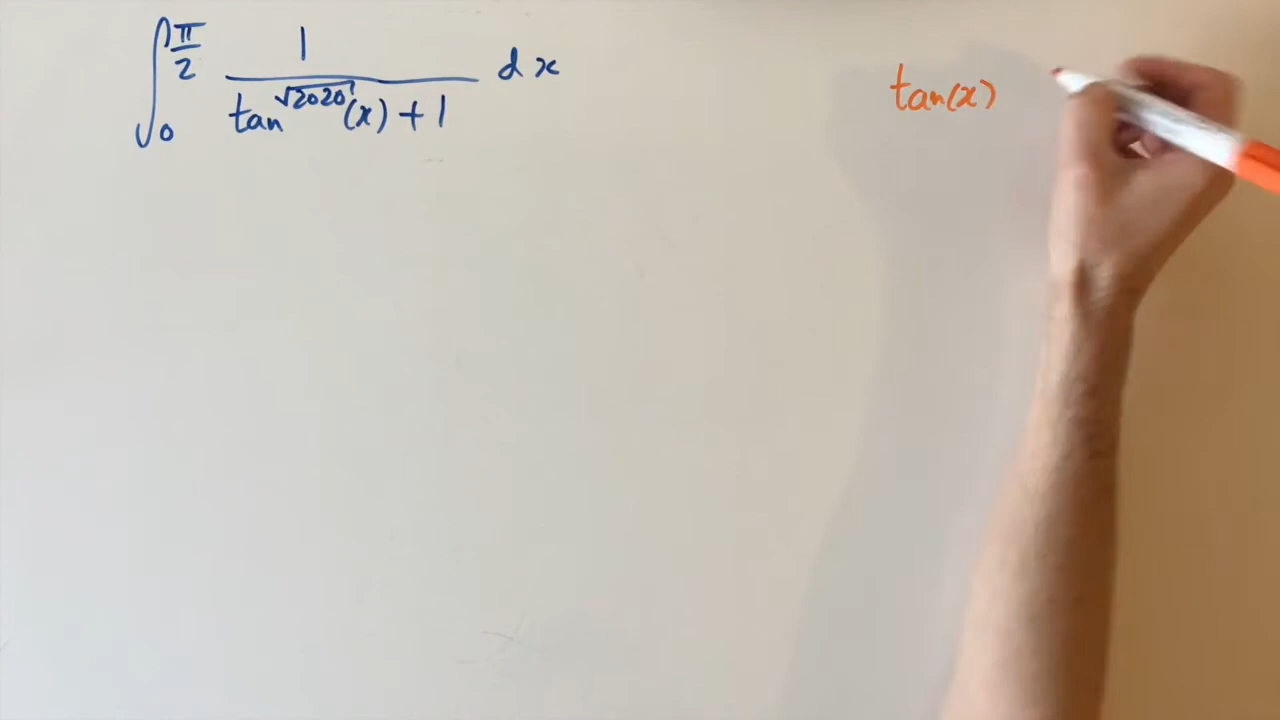 ∫₀^(π/2) 1/(tan^(√2020)(x) + 1) dx
tan(x)